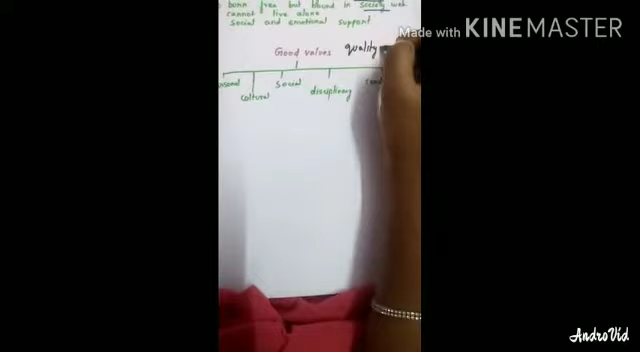 born free but bound in society web
cannot live alone
Social and emotional support
Made with KINEMASTER
Good values quality
Social
cultural disciplinary
AndroVid